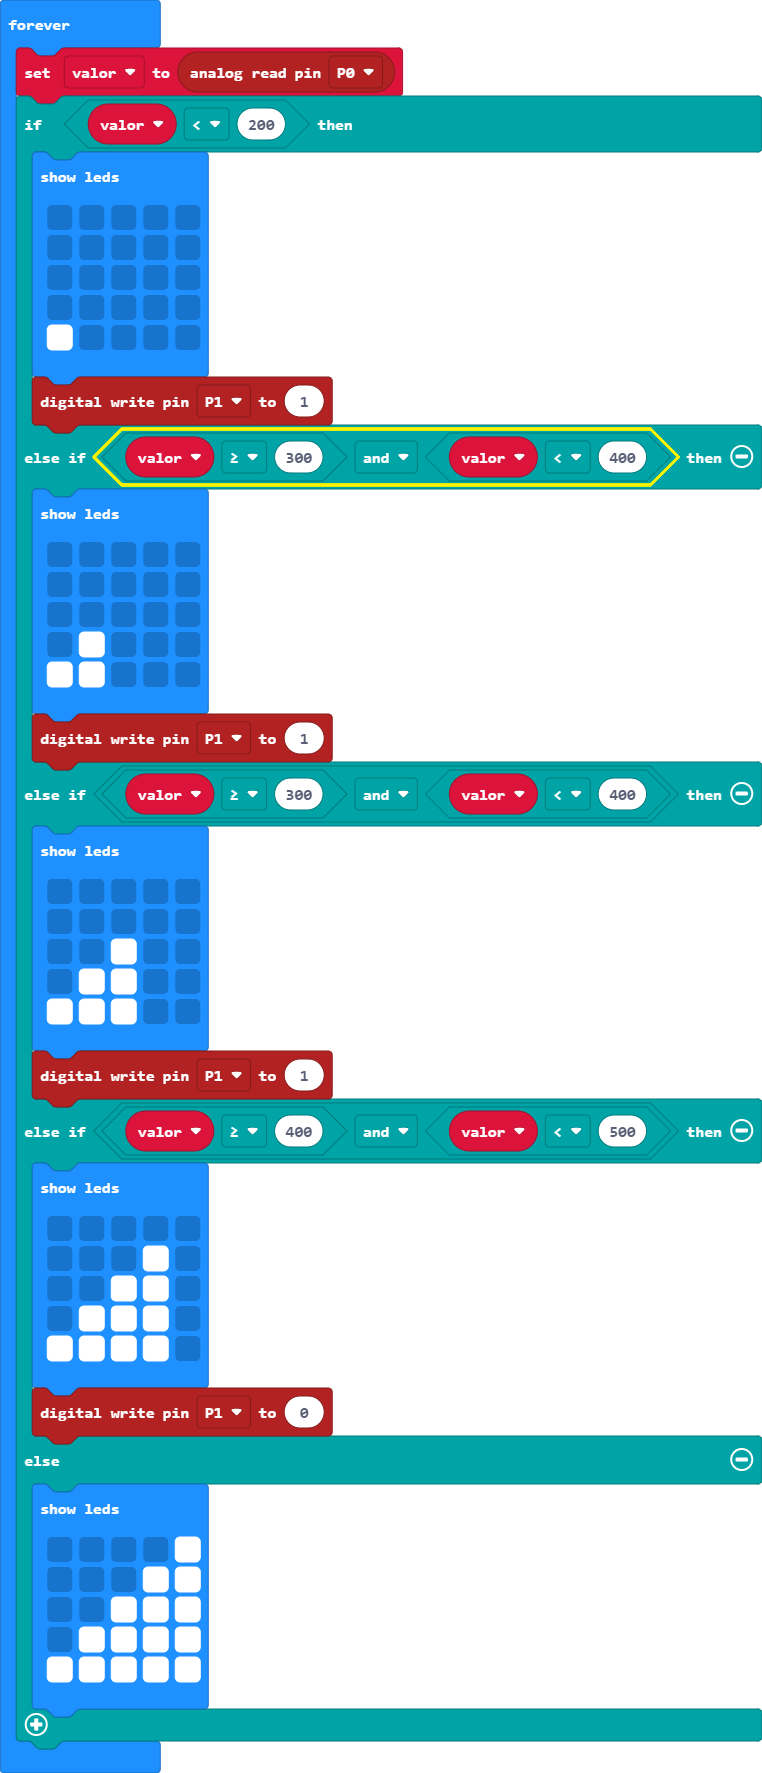 forever
set valor to analog read pin P0
if valor < 200 then
show leds
digital write pin P1 to 1
else if valor ≥ 300 and valor < 400 then
show leds
digital write pin P1 to 1
else if valor ≥ 300 and valor < 400 then
show leds
digital write pin P1 to 1
else if valor ≥ 400 and valor < 500 then
show leds
digital write pin P1 to 0
else
show leds